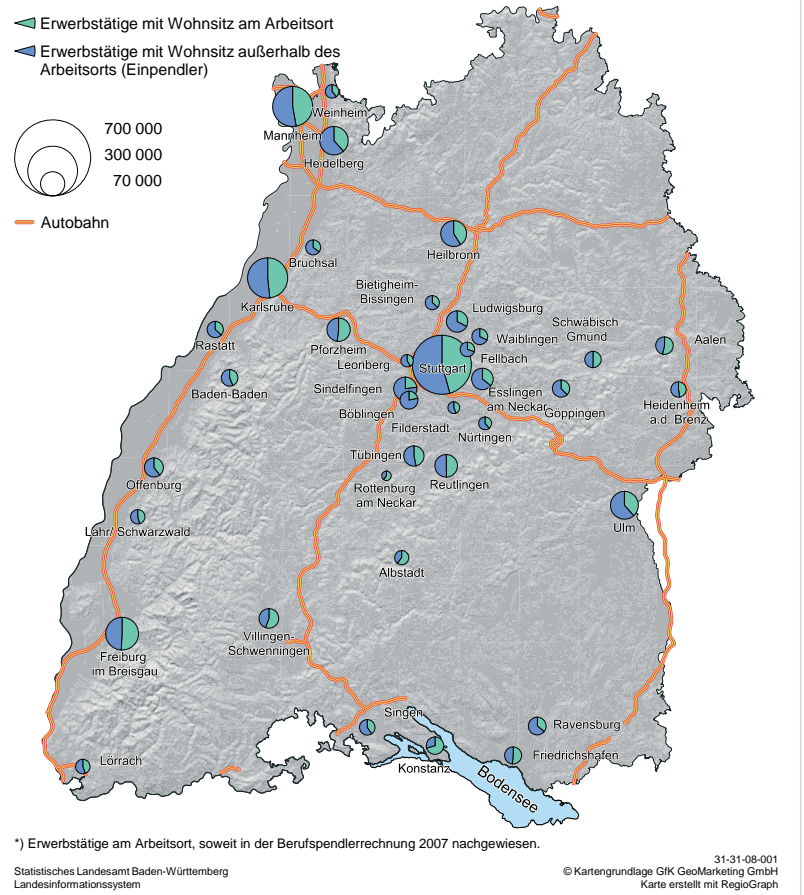 Erwerbstätige mit Wohnsitz am Arbeitsort
Erwerbstätige mit Wohnsitz außerhalb des
Arbeitsorts (Einpendler)
700 000
300 000
70 000
Autobahn
Weinheim
Mannheim
Heidelberg
Heilbronn
Bruchsal
Karlsruhe
Bietigheim-
Bissingen
Ludwigsburg
Rastatt
Pforzheim
Leonberg
Waiblingen
Fellbach
Schwäbisch
Gmünd
Aalen
Stuttgart
Baden-Baden
Sindelfingen
Böblingen
Esslingen
am Neckar
Göppingen
Heidenheim
a.d. Brenz
Filderstadt
Nürtingen
Tübingen
Reutlingen
Offenburg
Rottenburg
am Neckar
Lahr/ Schwarzwald
Ulm
Albstadt
Freiburg
im Breisgau
Villingen-
Schwenningen
Singen
Ravensburg
Lörrach
Konstanz
Friedrichshafen
Bodensee
*) Erwerbstätige am Arbeitsort, soweit in der Berufspendlerrechnung 2007 nachgewiesen.
Statistisches Landesamt Baden-Württemberg
Landesinformationssystem
31-31-08-001
© Kartengrundlage GfK GeoMarketing GmbH
Karte erstellt mit RegioGraph